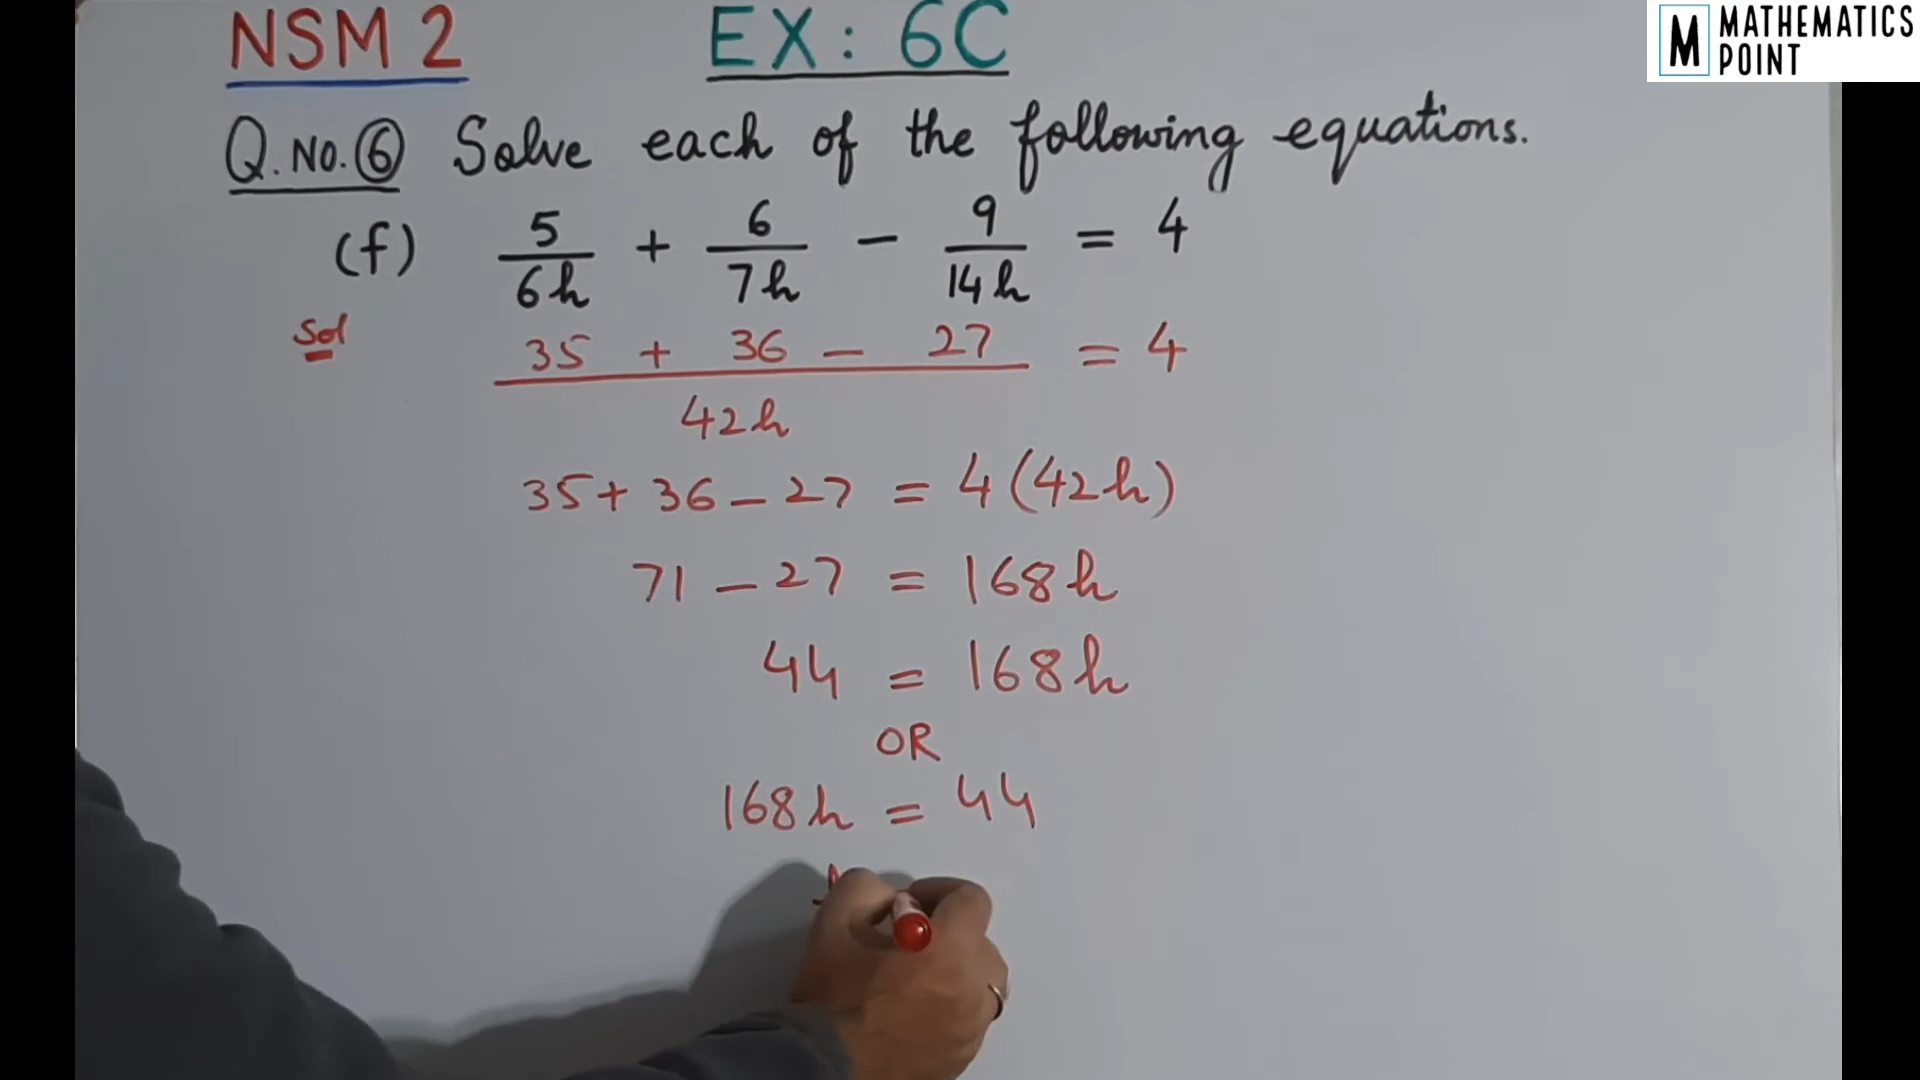 NSM 2 EX: 6C
MATHEMATICS
POINT
M
Q.NO.⑥ Solve each of the following equations.
(f) 5/6h + 6/7h - 9/14h = 4
Sol
35 + 36 - 27 = 4
42h
35 + 36 - 27 = 4(42h)
71 - 27 = 168h
44 = 168h
OR
168h = 44